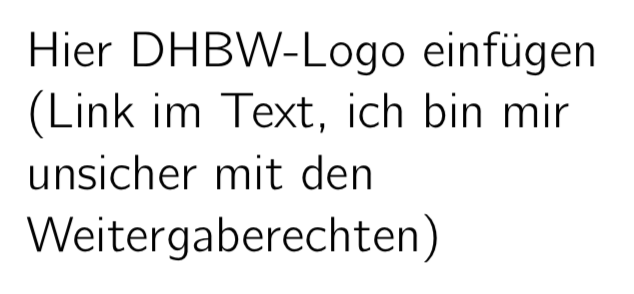 Hier DHBW-Logo einfügen
(Link im Text, ich bin mir
unsicher mit den
Weitergaberechten)